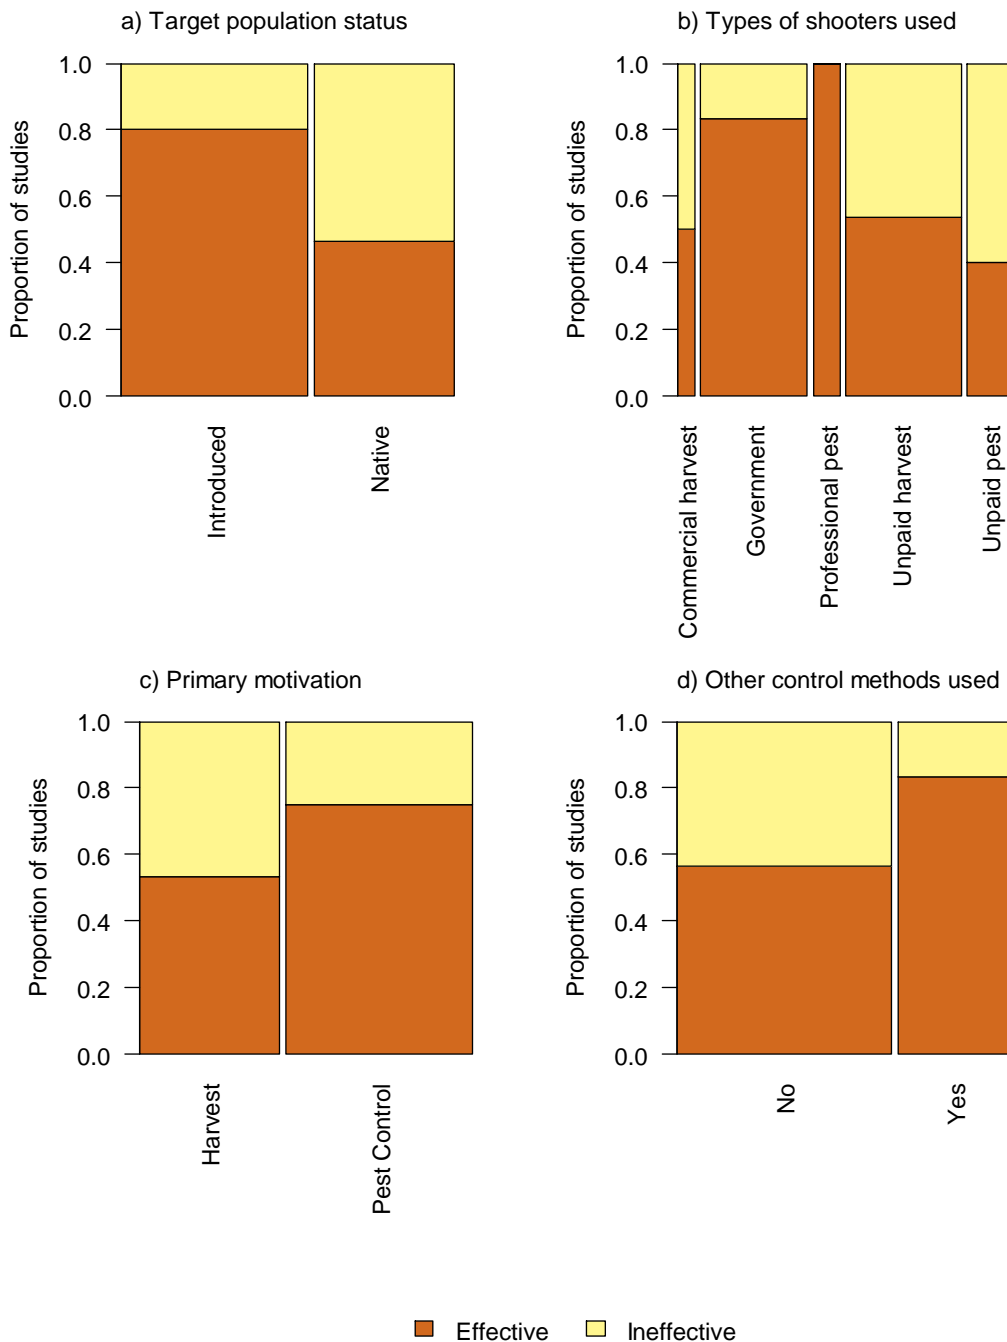 a) Target population status
Proportion of studies
1.0
0.8
0.6
0.4
0.2
0.0
Introduced
Native
b) Types of shooters used
Proportion of studies
1.0
0.8
0.6
0.4
0.2
0.0
Commercial harvest
Government
Professional pest
Unpaid harvest
Unpaid pest
c) Primary motivation
Proportion of studies
1.0
0.8
0.6
0.4
0.2
0.0
Harvest
Pest Control
d) Other control methods used
Proportion of studies
1.0
0.8
0.6
0.4
0.2
0.0
No
Yes
Effective
Ineffective